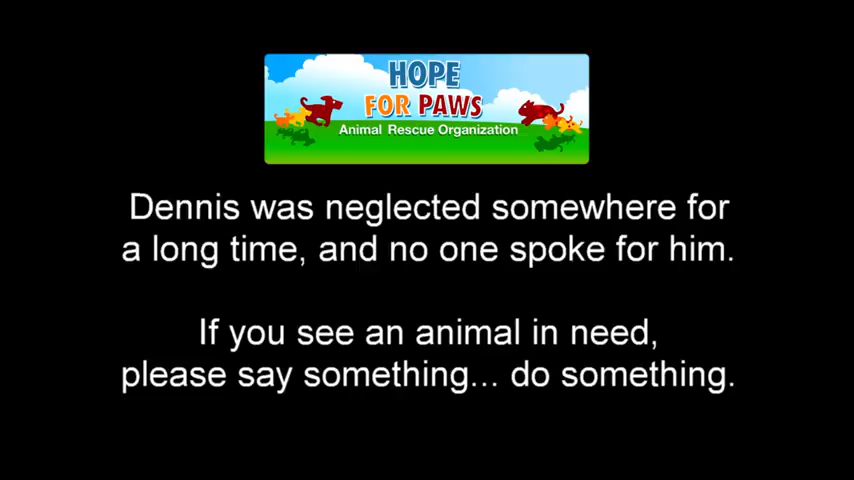 HOPE
FOR PAWS
Animal Rescue Organization
Dennis was neglected somewhere for
a long time, and no one spoke for him.
If you see an animal in need,
please say something... do something.